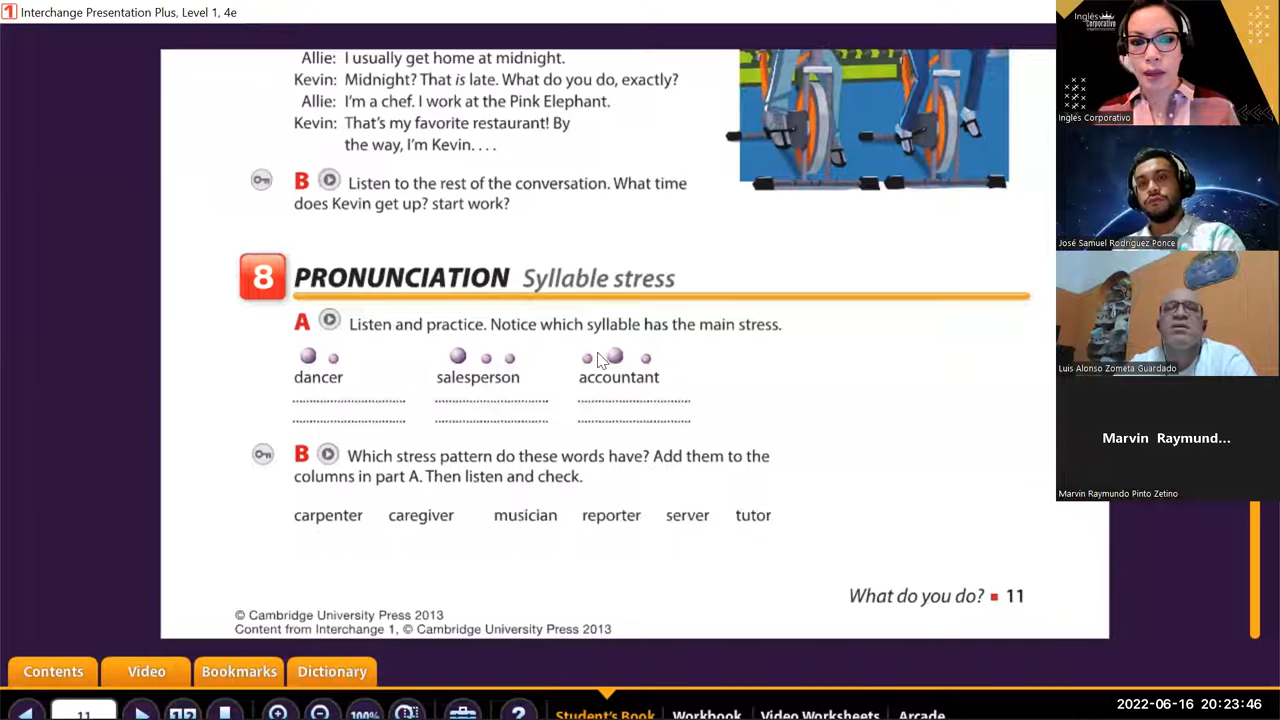 Interchange Presentation Plus, Level 1, 4e
Allie: I usually get home at midnight.
Kevin: Midnight? That is late. What do you do, exactly?
Allie: I'm a chef. I work at the Pink Elephant.
Kevin: That's my favorite restaurant! By
the way, I'm Kevin. . . .
B Listen to the rest of the conversation. What time
does Kevin get up? start work?
8 PRONUNCIATION Syllable stress
A Listen and practice. Notice which syllable has the main stress.
dancer salesperson accountant
B Which stress pattern do these words have? Add them to the
columns in part A. Then listen and check.
carpenter caregiver musician reporter server tutor
What do you do? 11
© Cambridge University Press 2013
Content from Interchange 1, © Cambridge University Press 2013
Contents Video Bookmarks Dictionary
11 100% ? Student's Book Workbook Video Worksheets Arcade
Inglés
Corporativo
Inglés Corporativo
José Samuel Rodriguez Ponce
Luis Alonso Zometa Guardado
Marvin Raymund...
Marvin Raymundo Pinto Zetino
2022-06-16 20:23:46